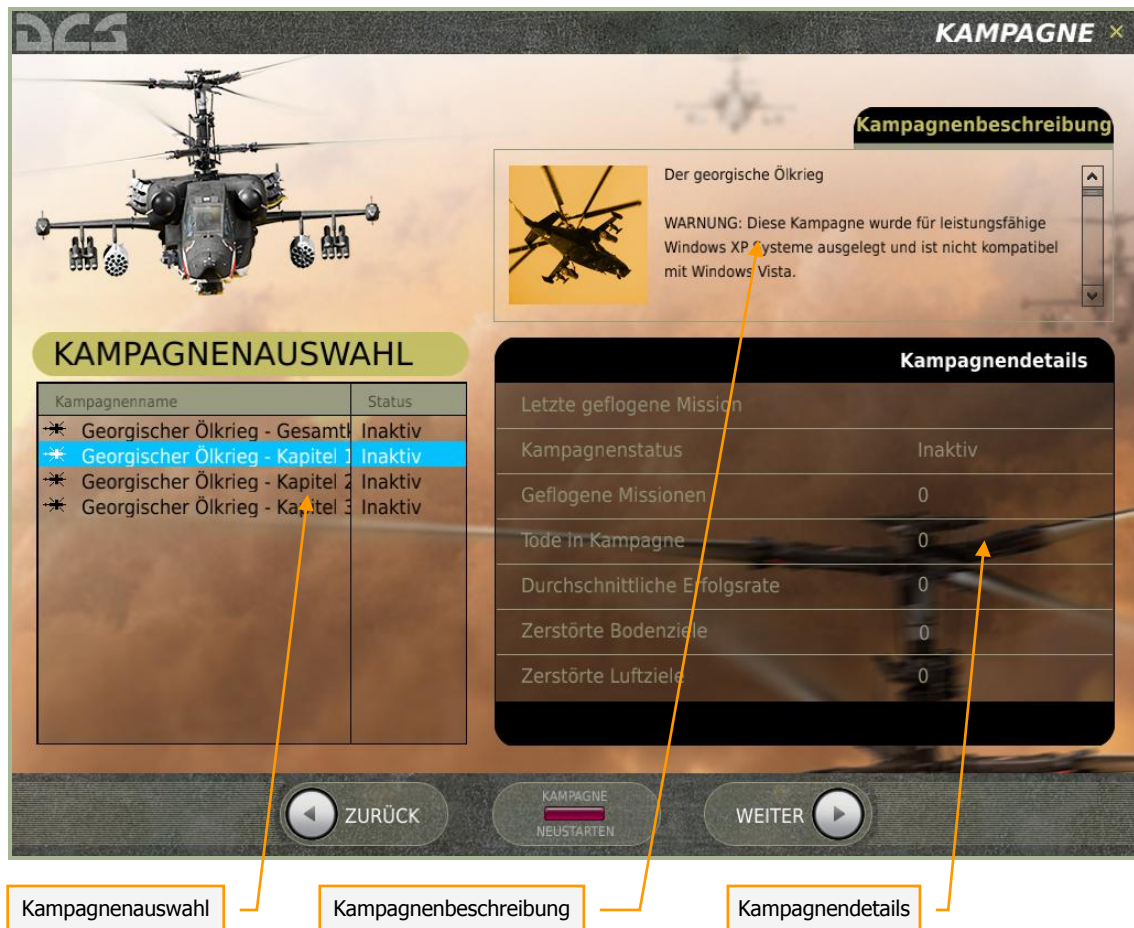 DCS
KAMPAGNE ×
Kampagnenbeschreibung
Der georgische Ölkrieg
WARNUNG: Diese Kampagne wurde für leistungsfähige
Windows XP Systeme ausgelegt und ist nicht kompatibel
mit Windows Vista.
KAMPAGNENAUSWAHL
Kampagnenname Status
Georgischer Ölkrieg - Gesamt Inaktiv
Georgischer Ölkrieg - Kapitel 1 Inaktiv
Georgischer Ölkrieg - Kapitel 2 Inaktiv
Georgischer Ölkrieg - Kapitel 3 Inaktiv
Kampagnendetails
Letzte geflogene Mission
Kampagnenstatus Inaktiv
Geflogene Missionen 0
Tode in Kampagne 0
Durchschnittliche Erfolgsrate 0
Zerstörte Bodenziele 0
Zerstörte Luftziele 0
ZURÜCK
KAMPAGNE
NEUSTARTEN
WEITER
Kampagnenauswahl
Kampagnenbeschreibung
Kampagnendetails